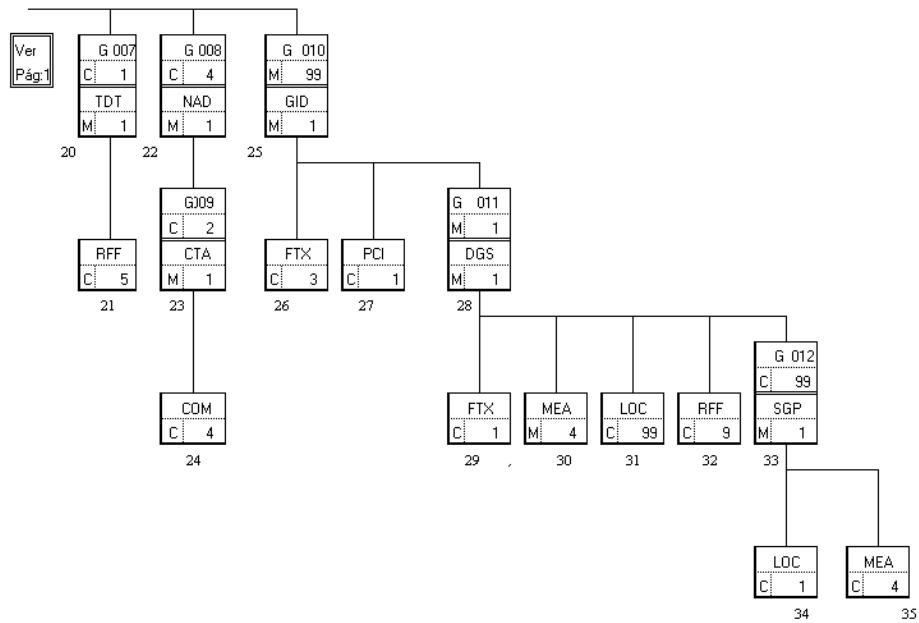 Ver
Pág:1
G 007
C 1
TDT
M 1
20
G 008
C 4
NAD
M 1
22
G 010
M 99
GID
M 1
25
RFF
C 5
21
G009
C 2
CTA
M 1
23
FTX
C 3
26
PCI
C 1
27
G 011
M 1
DGS
M 1
28
COM
C 4
24
FTX
C 1
29
,
MEA
M 4
30
LOC
C 99
31
RFF
C 9
32
G 012
C 99
SGP
M 1
33
LOC
C 1
34
MEA
C 4
35